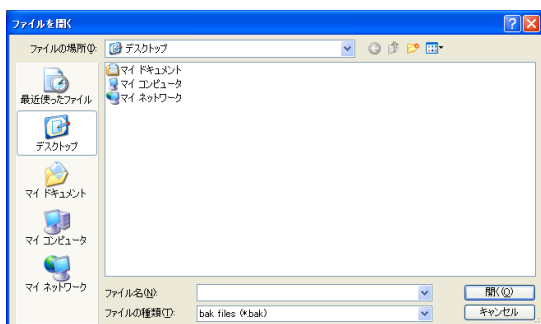 ファイルを開く
ファイルの場所(I):
デスクトップ
マイ ドキュメント
マイ コンピュータ
マイ ネットワーク
最近使ったファイル
デスクトップ
マイ ドキュメント
マイ コンピュータ
マイ ネットワーク
ファイル名(N):
開く(O)
ファイルの種類(T):
bak files (*.bak)
キャンセル